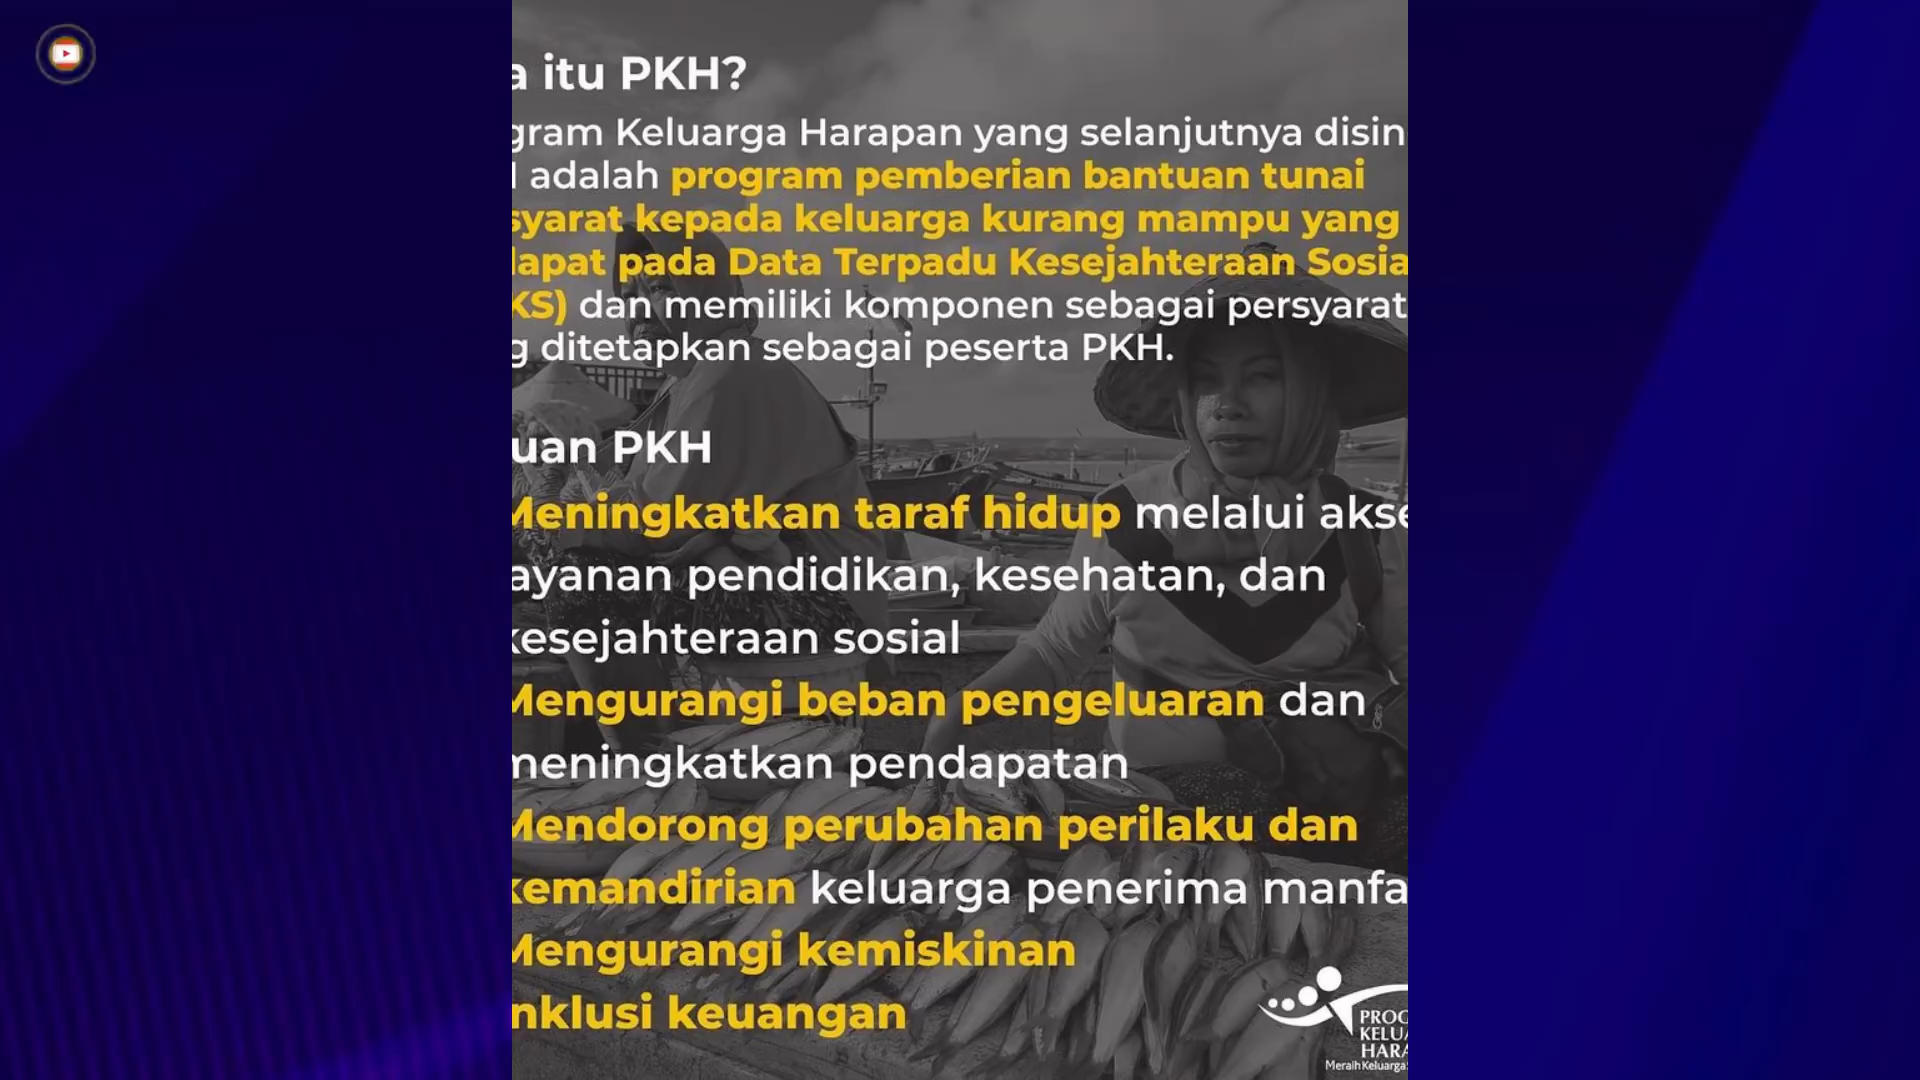 a itu PKH?
gram Keluarga Harapan yang selanjutnya disin
adalah program pemberian bantuan tunai
syarat kepada keluarga kurang mampu yang
dapat pada Data Terpadu Kesejahteraan Sosia
KS) dan memiliki komponen sebagai persyarat
g ditetapkan sebagai peserta PKH.
uan PKH
Meningkatkan taraf hidup melalui akse
ayanan pendidikan, kesehatan, dan
kesejahteraan sosial
Mengurangi beban pengeluaran dan
meningkatkan pendapatan
Mendorong perubahan perilaku dan
kemandirian keluarga penerima manfa
Mengurangi kemiskinan
nklusi keuangan
PROG
KELUA
HARA
Meraih Keluarga